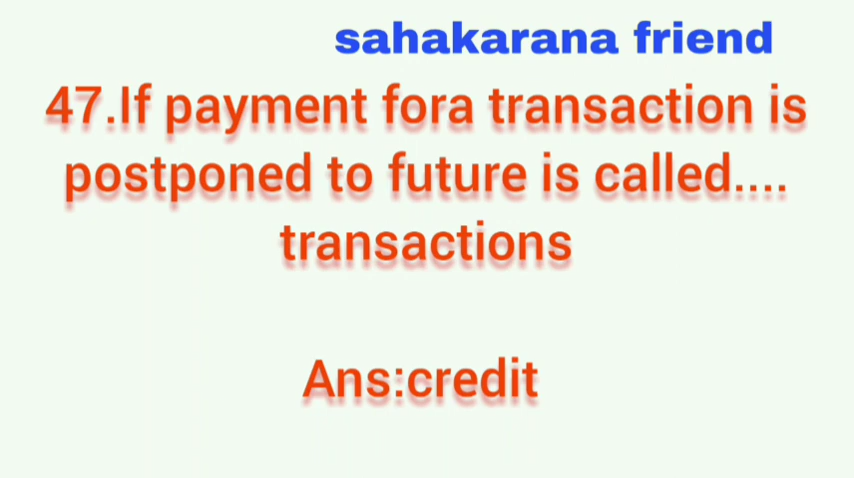 sahakarana friend
47.If payment fora transaction is
postponed to future is called....
transactions
Ans:credit